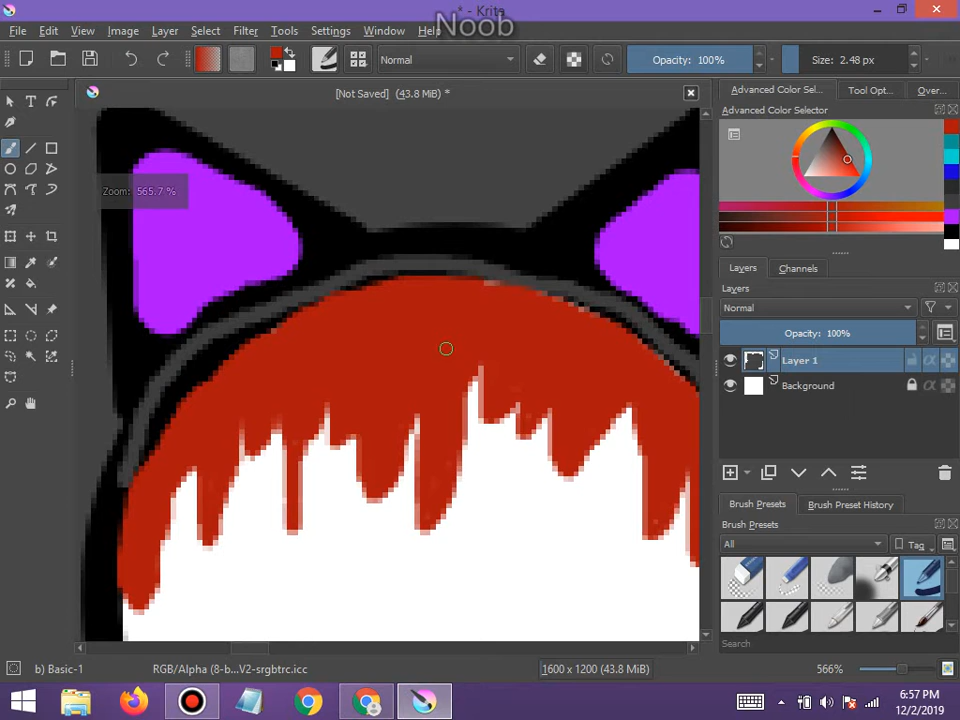 * - Krita
Noob
File Edit View Image Layer Select Filter Tools Settings Window Help
Normal
Opacity: 100%
Size: 2.48 px
[Not Saved] (43.8 MiB) *
Advanced Color Sel...
Tool Opt...
Over...
Advanced Color Selector
Zoom: 565.7 %
Layers
Channels
Layers
Normal
Opacity: 100%
Layer 1
Background
Brush Presets
Brush Preset History
Brush Presets
All
Tag
Search
b) Basic-1
RGB/Alpha (8-b...V2-srgbtrc.icc
1600 x 1200 (43.8 MiB)
566%
6:57 PM
12/2/2019